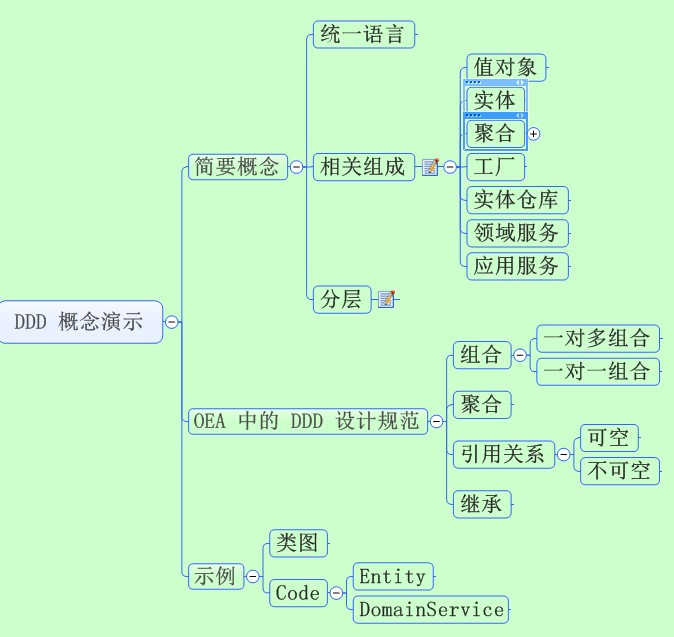 DDD 概念演示
简要概念
统一语言
相关组成
值对象
实体
聚合
工厂
实体仓库
领域服务
应用服务
分层
OEA 中的 DDD 设计规范
组合
一对多组合
一对一组合
聚合
引用关系
可空
不可空
继承
示例
类图
Code
Entity
DomainService